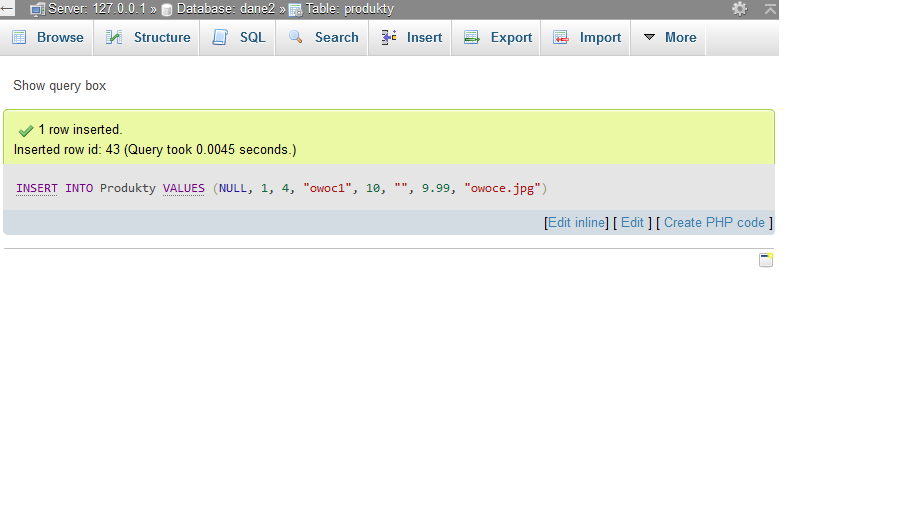 Server: 127.0.0.1 » Database: dane2 » Table: produkty
Browse Structure SQL Search Insert Export Import More
Show query box
1 row inserted.
Inserted row id: 43 (Query took 0.0045 seconds.)
INSERT INTO Produkty VALUES (NULL, 1, 4, "owoc1", 10, "", 9.99, "owoce.jpg")
[Edit inline] [ Edit ] [ Create PHP code ]